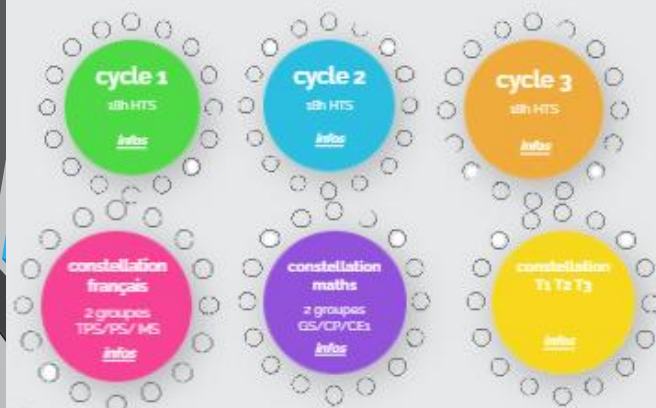 cycle 1
18h HTS
infos
cycle 2
18h HTS
infos
cycle 3
18h HTS
infos
constellation
français
2 groupes
TPS/PS/ MS
infos
constellation
maths
2 groupes
GS/CP/CE1
infos
constellation
T1 T2 T3
infos